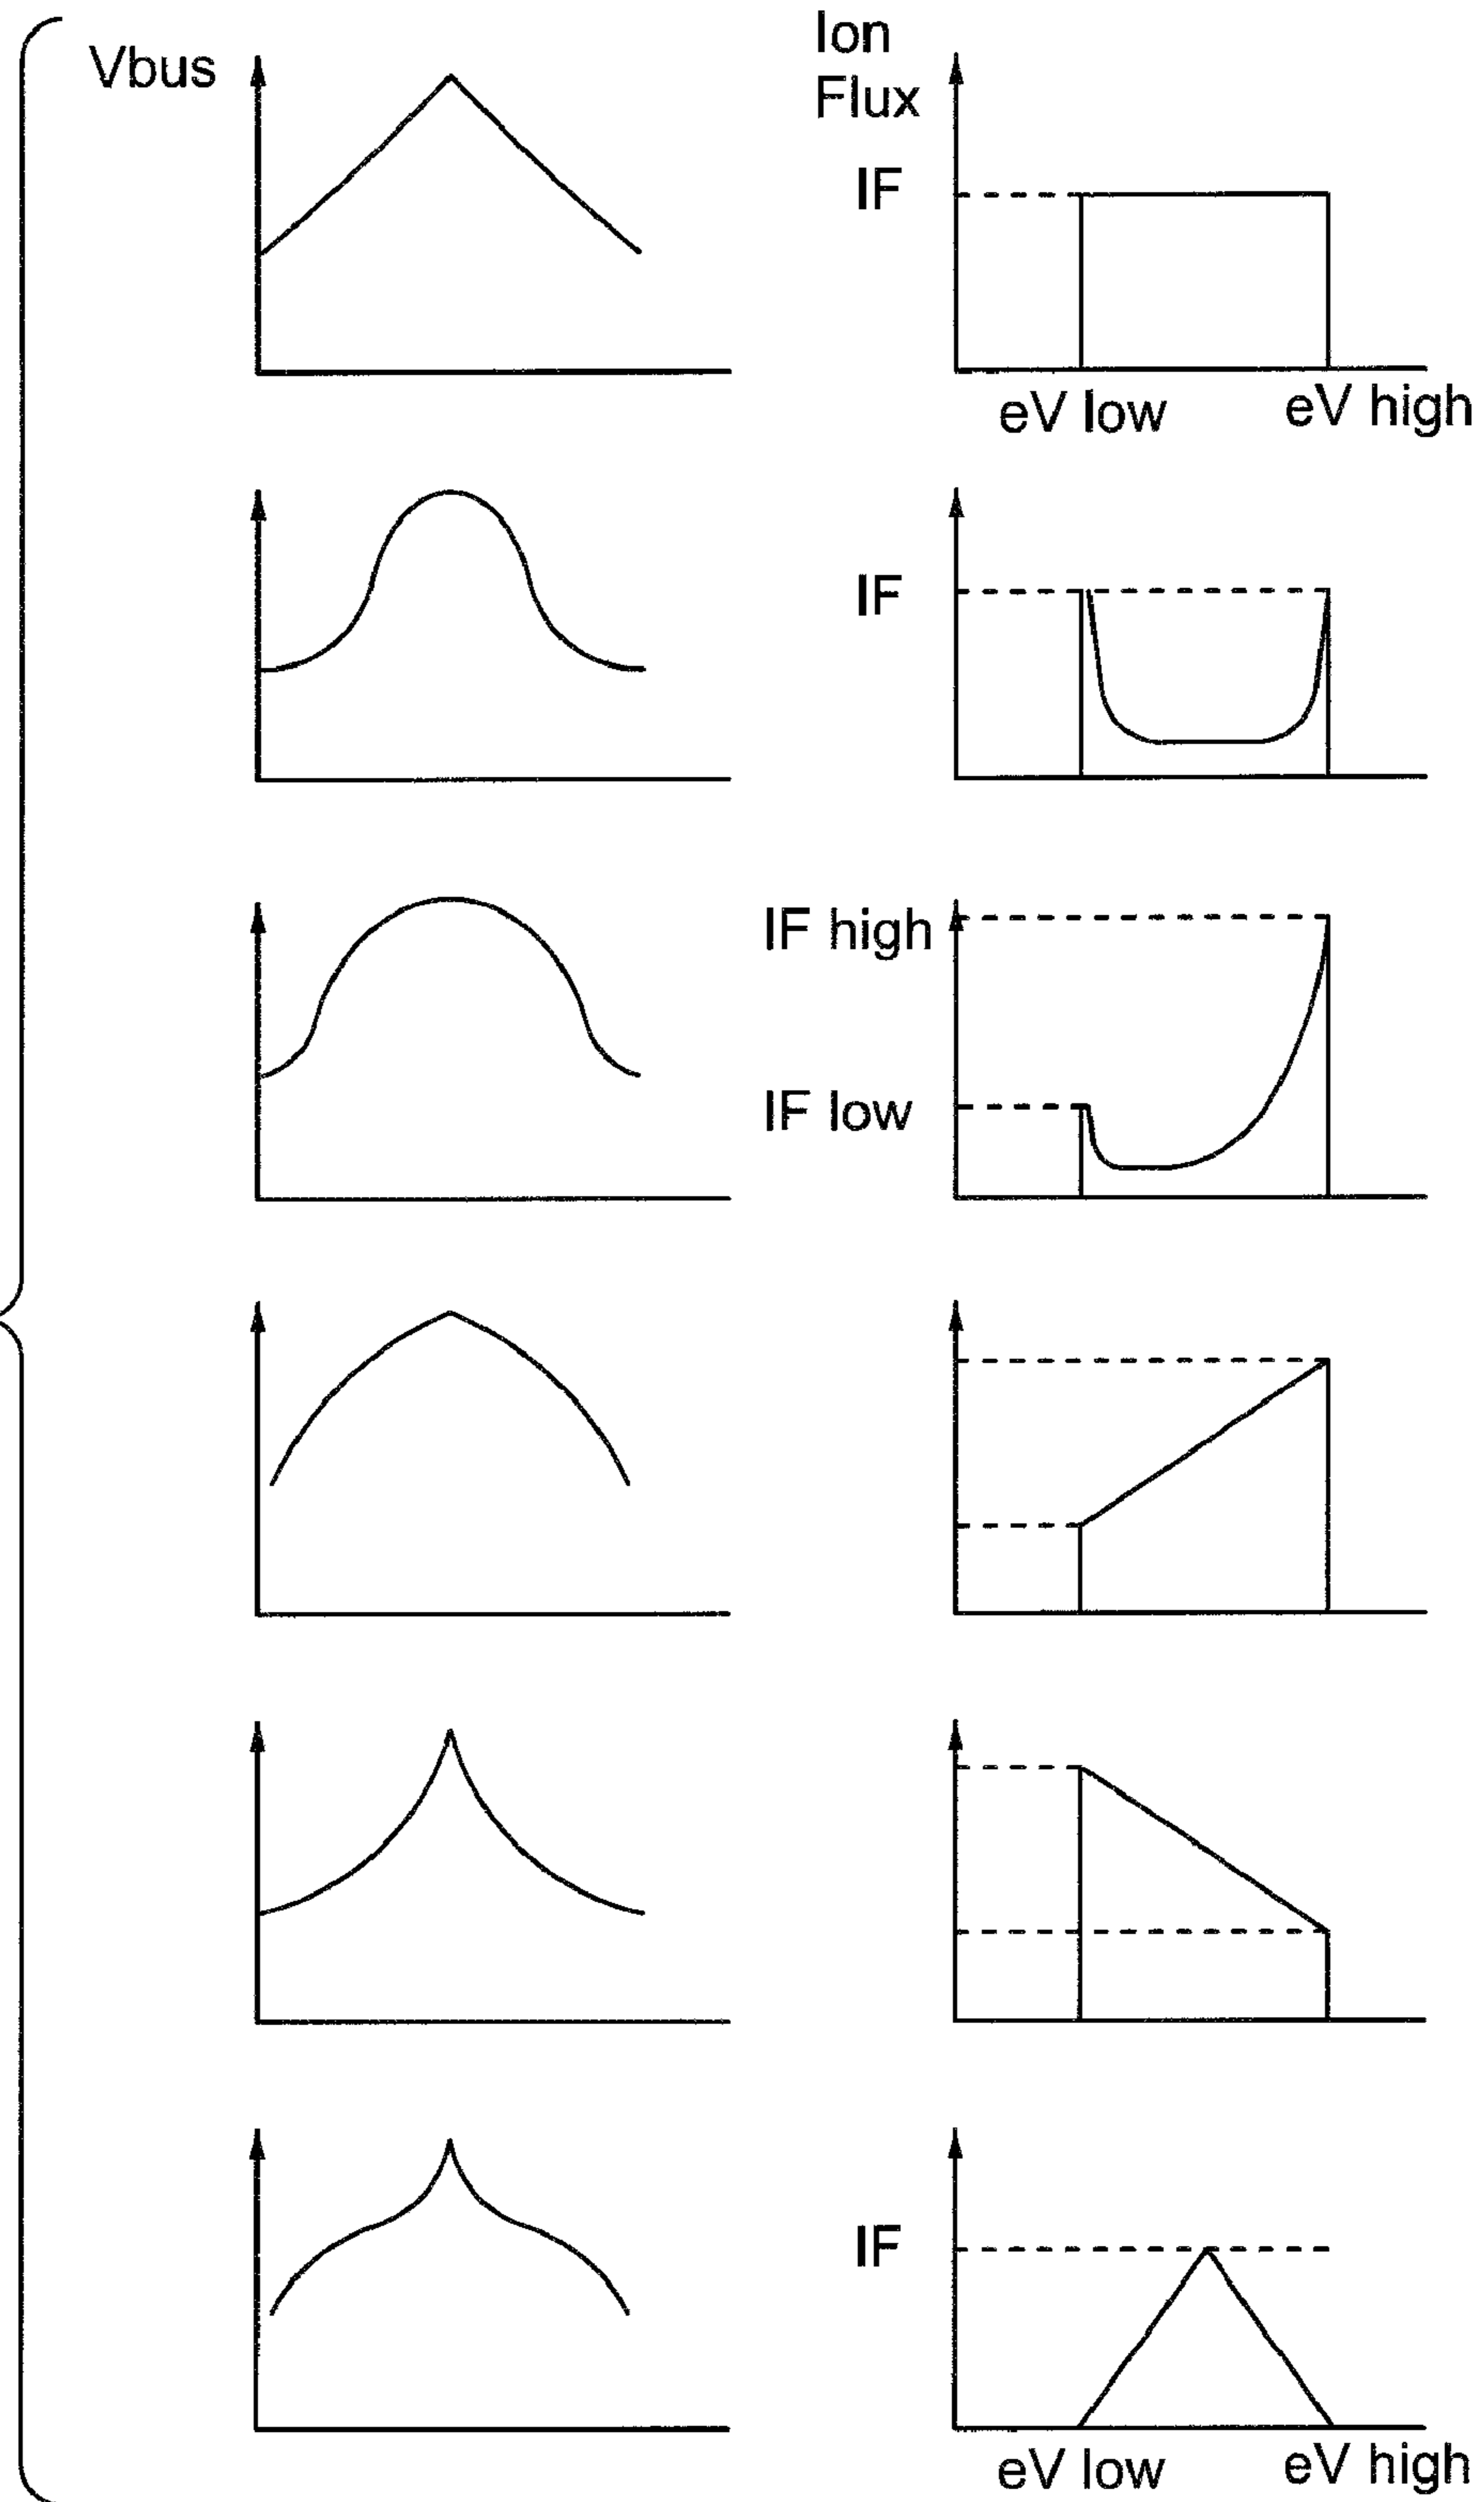 Vbus
Ion
Flux
IF
eV low
eV high
IF
IF high
IF low
IF
eV low
eV high